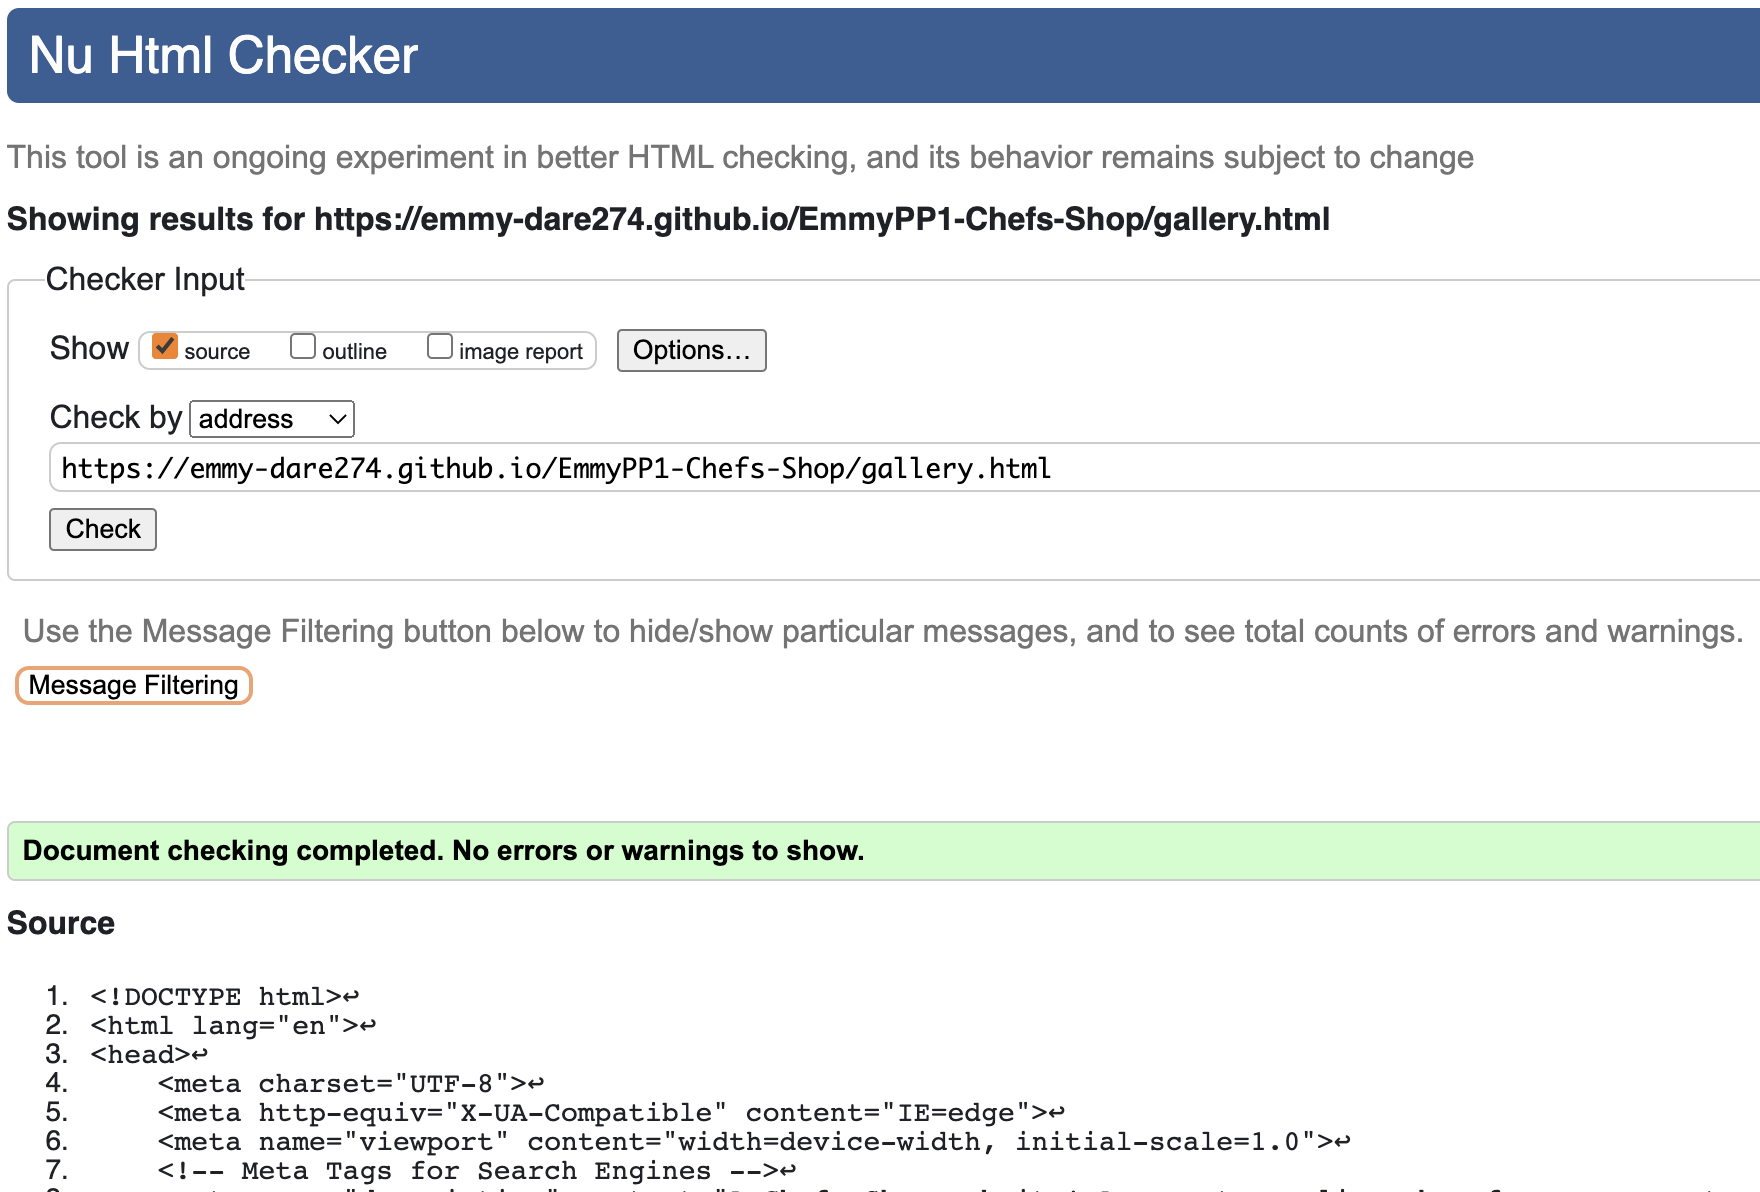 Nu Html Checker
This tool is an ongoing experiment in better HTML checking, and its behavior remains subject to change
Showing results for https://emmy-dare274.github.io/EmmyPP1-Chefs-Shop/gallery.html
Checker Input
Show source outline image report Options...
Check by address
https://emmy-dare274.github.io/EmmyPP1-Chefs-Shop/gallery.html
Check
Use the Message Filtering button below to hide/show particular messages, and to see total counts of errors and warnings.
Message Filtering
Document checking completed. No errors or warnings to show.
Source
1. <!DOCTYPE html>↩
2. <html lang="en">↩
3. <head>↩
4. <meta charset="UTF-8">↩
5. <meta http-equiv="X-UA-Compatible" content="IE=edge">↩
6. <meta name="viewport" content="width=device-width, initial-scale=1.0">↩
7. <!-- Meta Tags for Search Engines -->↩